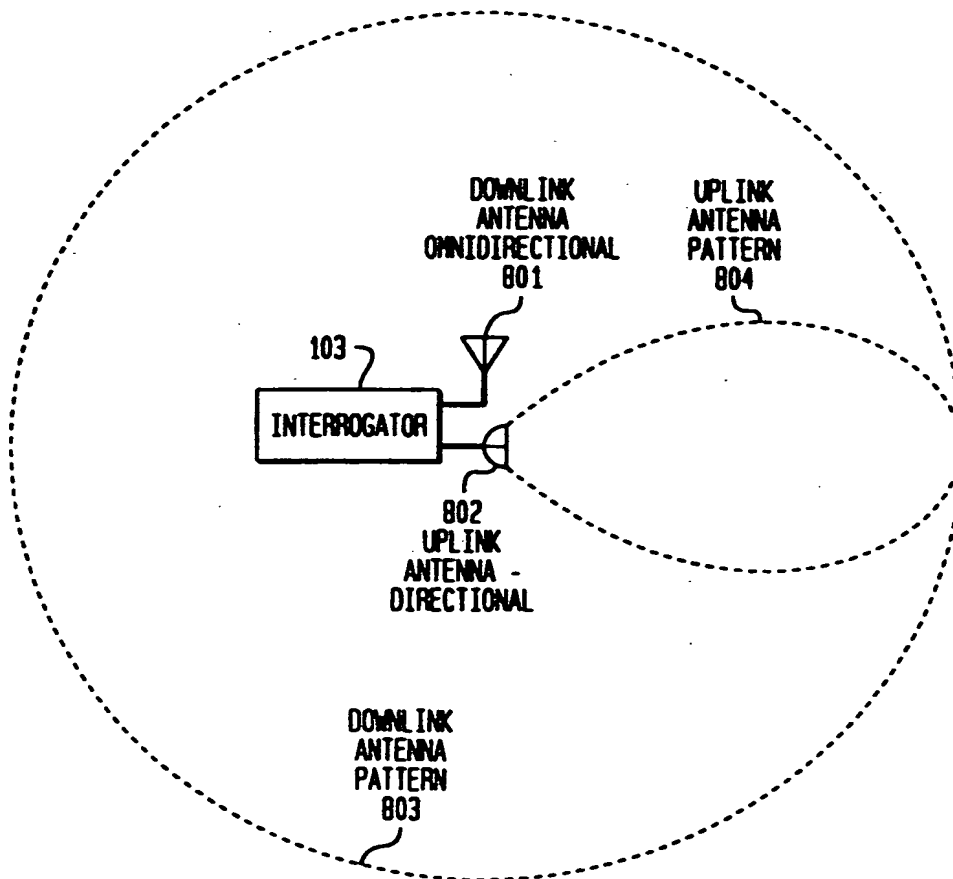 DOWNLINK
ANTENNA
OMNIDIRECTIONAL
801
UPLINK
ANTENNA
PATTERN
804
103
INTERROGATOR
802
UPLINK
ANTENNA -
DIRECTIONAL
DOWNLINK
ANTENNA
PATTERN
803